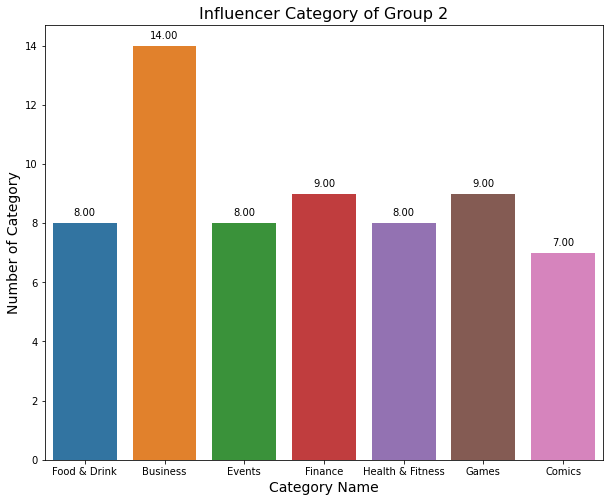 Influencer Category of Group 2
Number of Category
14
12
10
8
6
4
2
0
8.00
14.00
8.00
9.00
8.00
9.00
7.00
Food & Drink
Business
Events
Finance
Health & Fitness
Games
Comics
Category Name